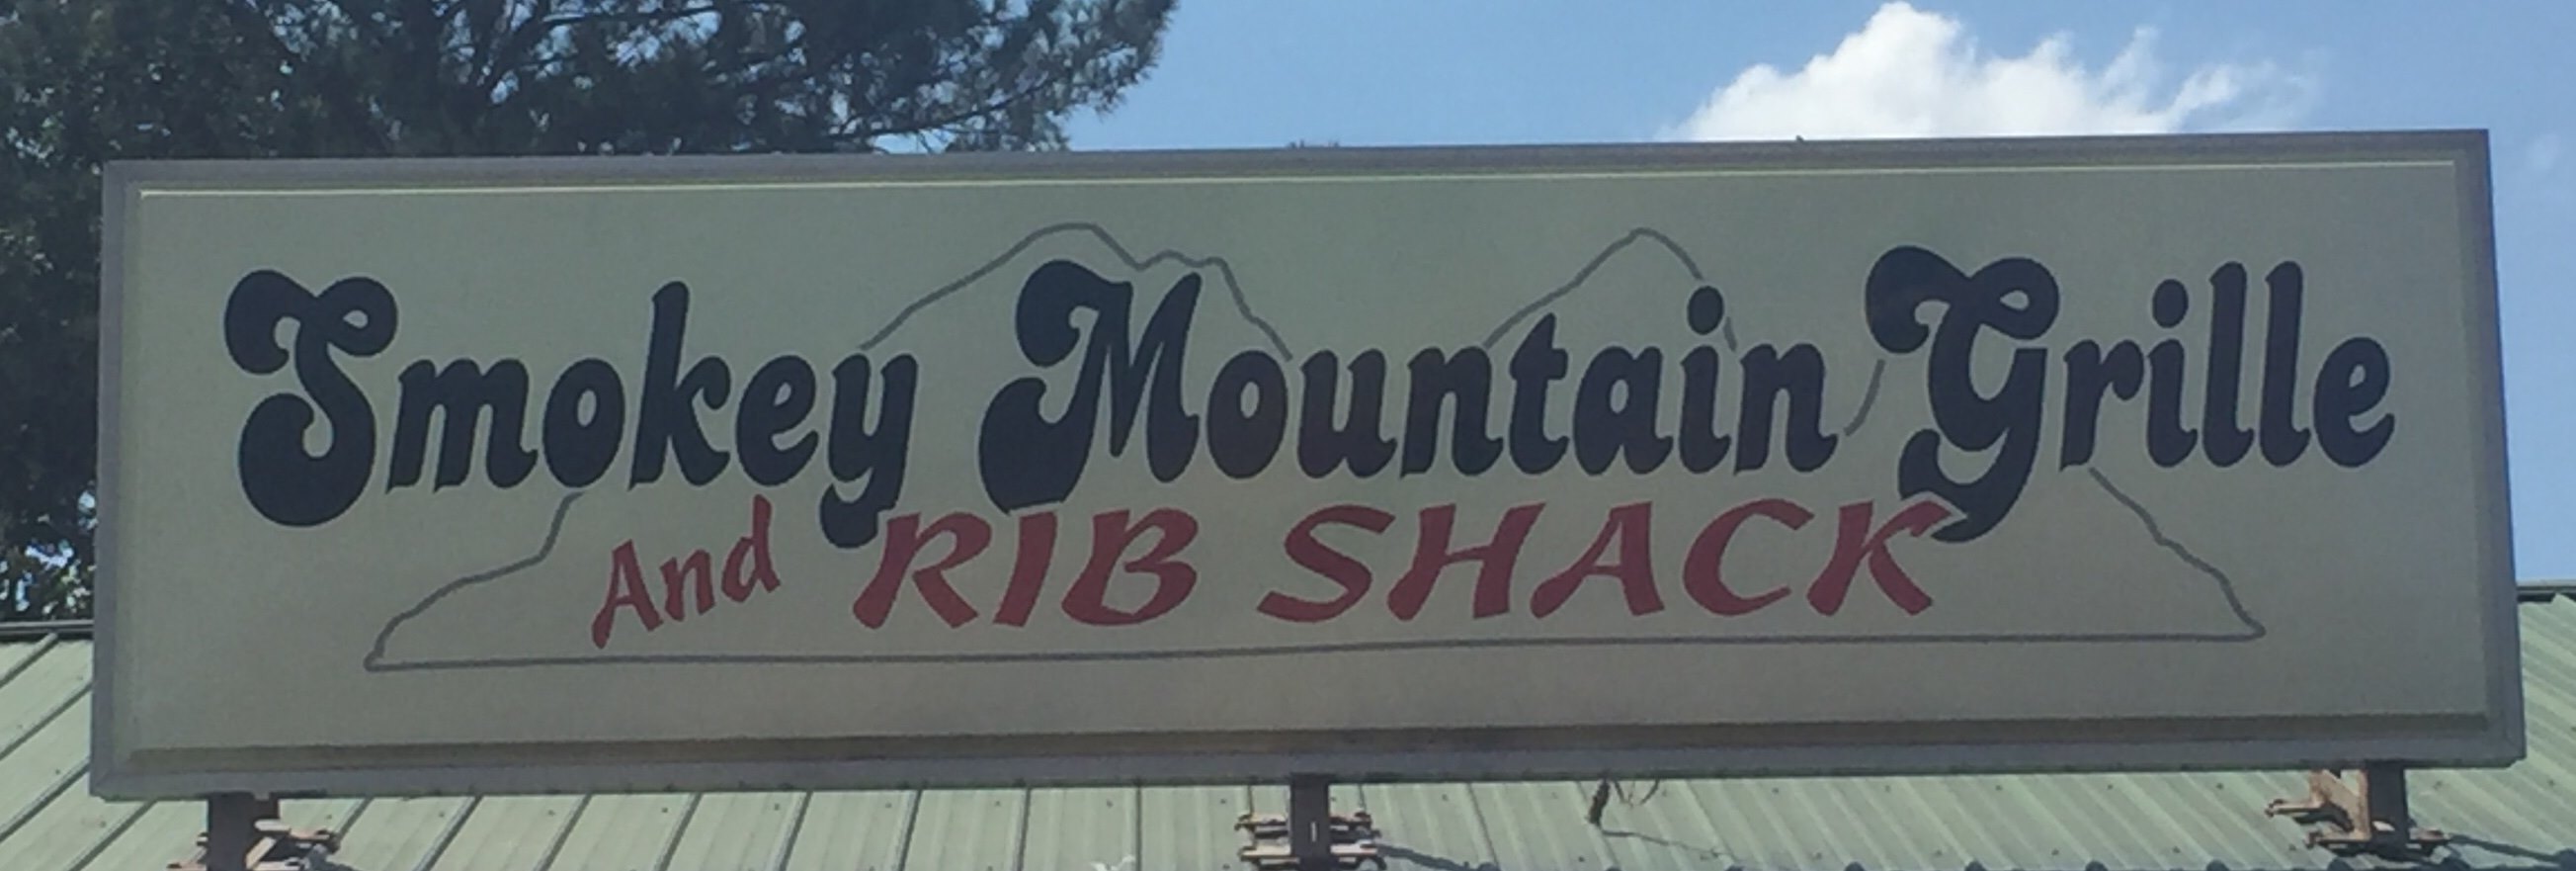 Smokey Mountain Grille
And RIB SHACK